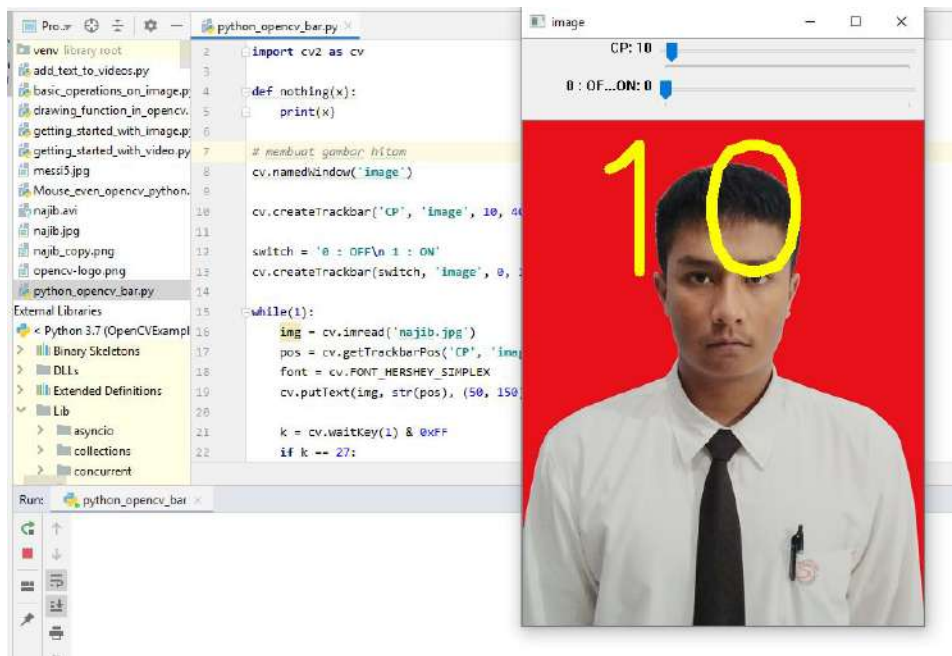 Pro..
python_opencv_bar.py
venv library root
add_text_to_videos.py
basic_operations_on_image.p
drawing_function_in_opencv.
getting_started_with_image.p
getting_started_with_video.py
messi5.jpg
Mouse_even_opencv_python.
najib.avi
najib.jpg
najib_copy.png
opencv-logo.png
python_opencv_bar.py
External Libraries
< Python 3.7 (OpenCVExampl
Binary Skeletons
DLLs
Extended Definitions
Lib
asyncio
collections
concurrent
2 import cv2 as cv
3
4 def nothing(x):
5 print(x)
6
7 # membuat gambar hitam
8 cv.namedWindow('image')
9
10 cv.createTrackbar('CP', 'image', 10, 40
11
12 switch = '0 : OFF\n 1 : ON'
13 cv.createTrackbar(switch, 'image', 0,
14
15 while(1):
16 img = cv.imread('najib.jpg')
17 pos = cv.getTrackbarPos('CP', 'imag
18 font = cv.FONT_HERSHEY_SIMPLEX
19 cv.putText(img, str(pos), (50, 150)
20
21 k = cv.waitKey(1) & 0xFF
22 if k == 27:
image
CP: 10
0 : OF...ON: 0
10
Run:
python_opencv_bar